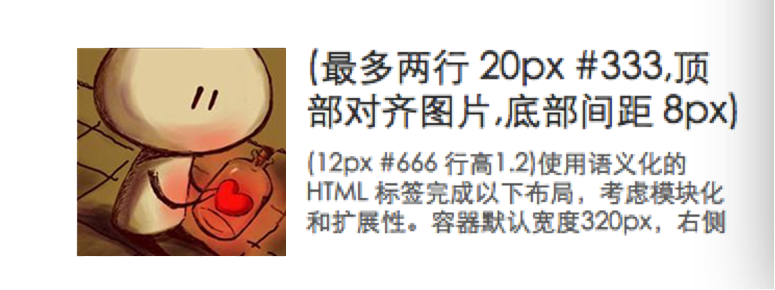 (最多两行 20px #333,顶
部对齐图片,底部间距 8px)
(12px #666 行高1.2)使用语义化的
HTML 标签完成以下布局，考虑模块化
和扩展性。容器默认宽度320px，右侧